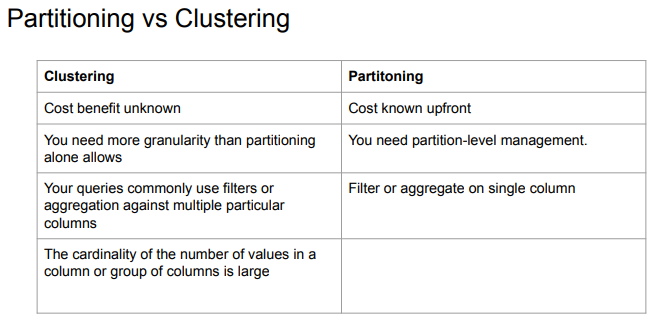 Partitioning vs Clustering
Clustering
Partitoning
Cost benefit unknown
Cost known upfront
You need more granularity than partitioning
alone allows
You need partition-level management.
Your queries commonly use filters or
aggregation against multiple particular
columns
Filter or aggregate on single column
The cardinality of the number of values in a
column or group of columns is large